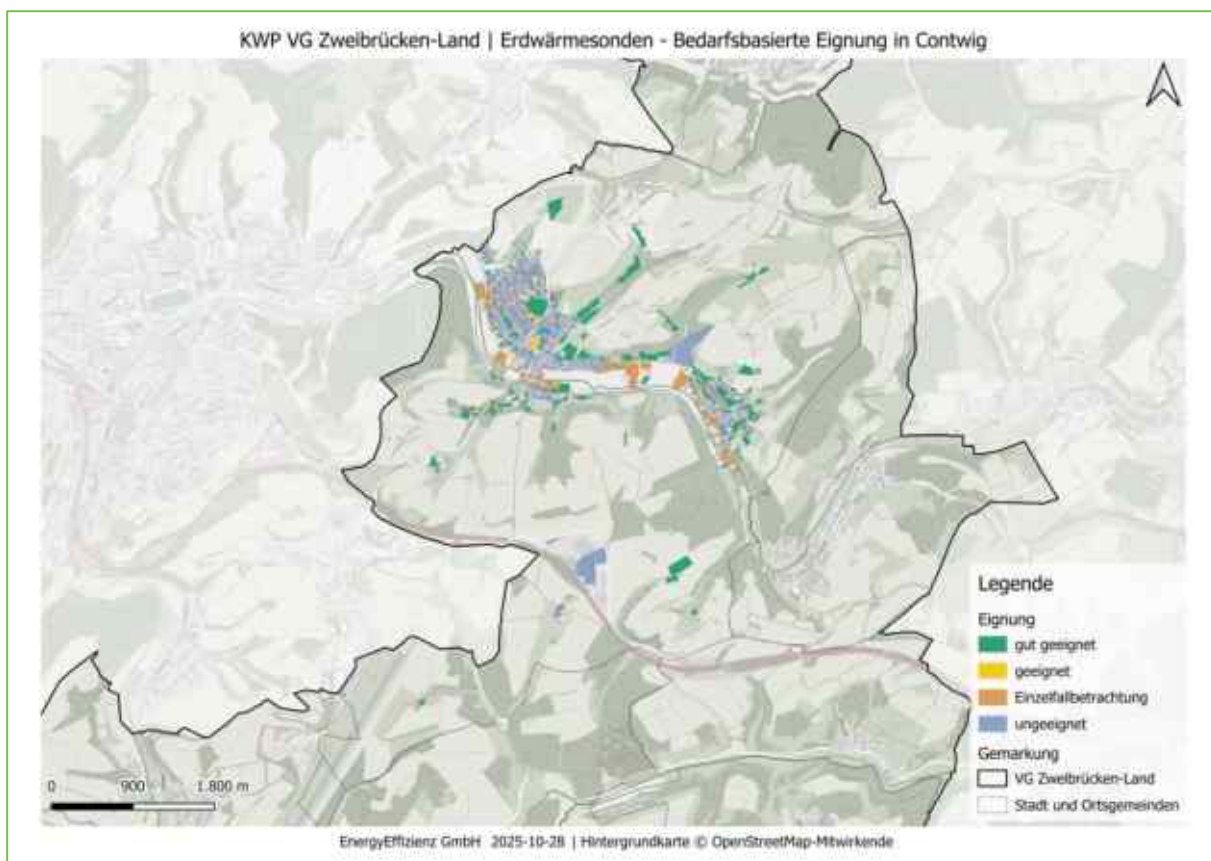 KWP VG Zweibrücken-Land | Erdwärmesonden - Bedarfsbasierte Eignung in Contwig
Legende
Eignung
gut geeignet
geeignet
Einzelfallbetrachtung
ungeeignet
Gemarkung
VG Zweibrücken-Land
Stadt und Ortsgemeinden
0 900 1.800 m
EnergyEffizienz GmbH 2025-10-28 | Hintergrundkarte © OpenStreetMap-Mitwirkende